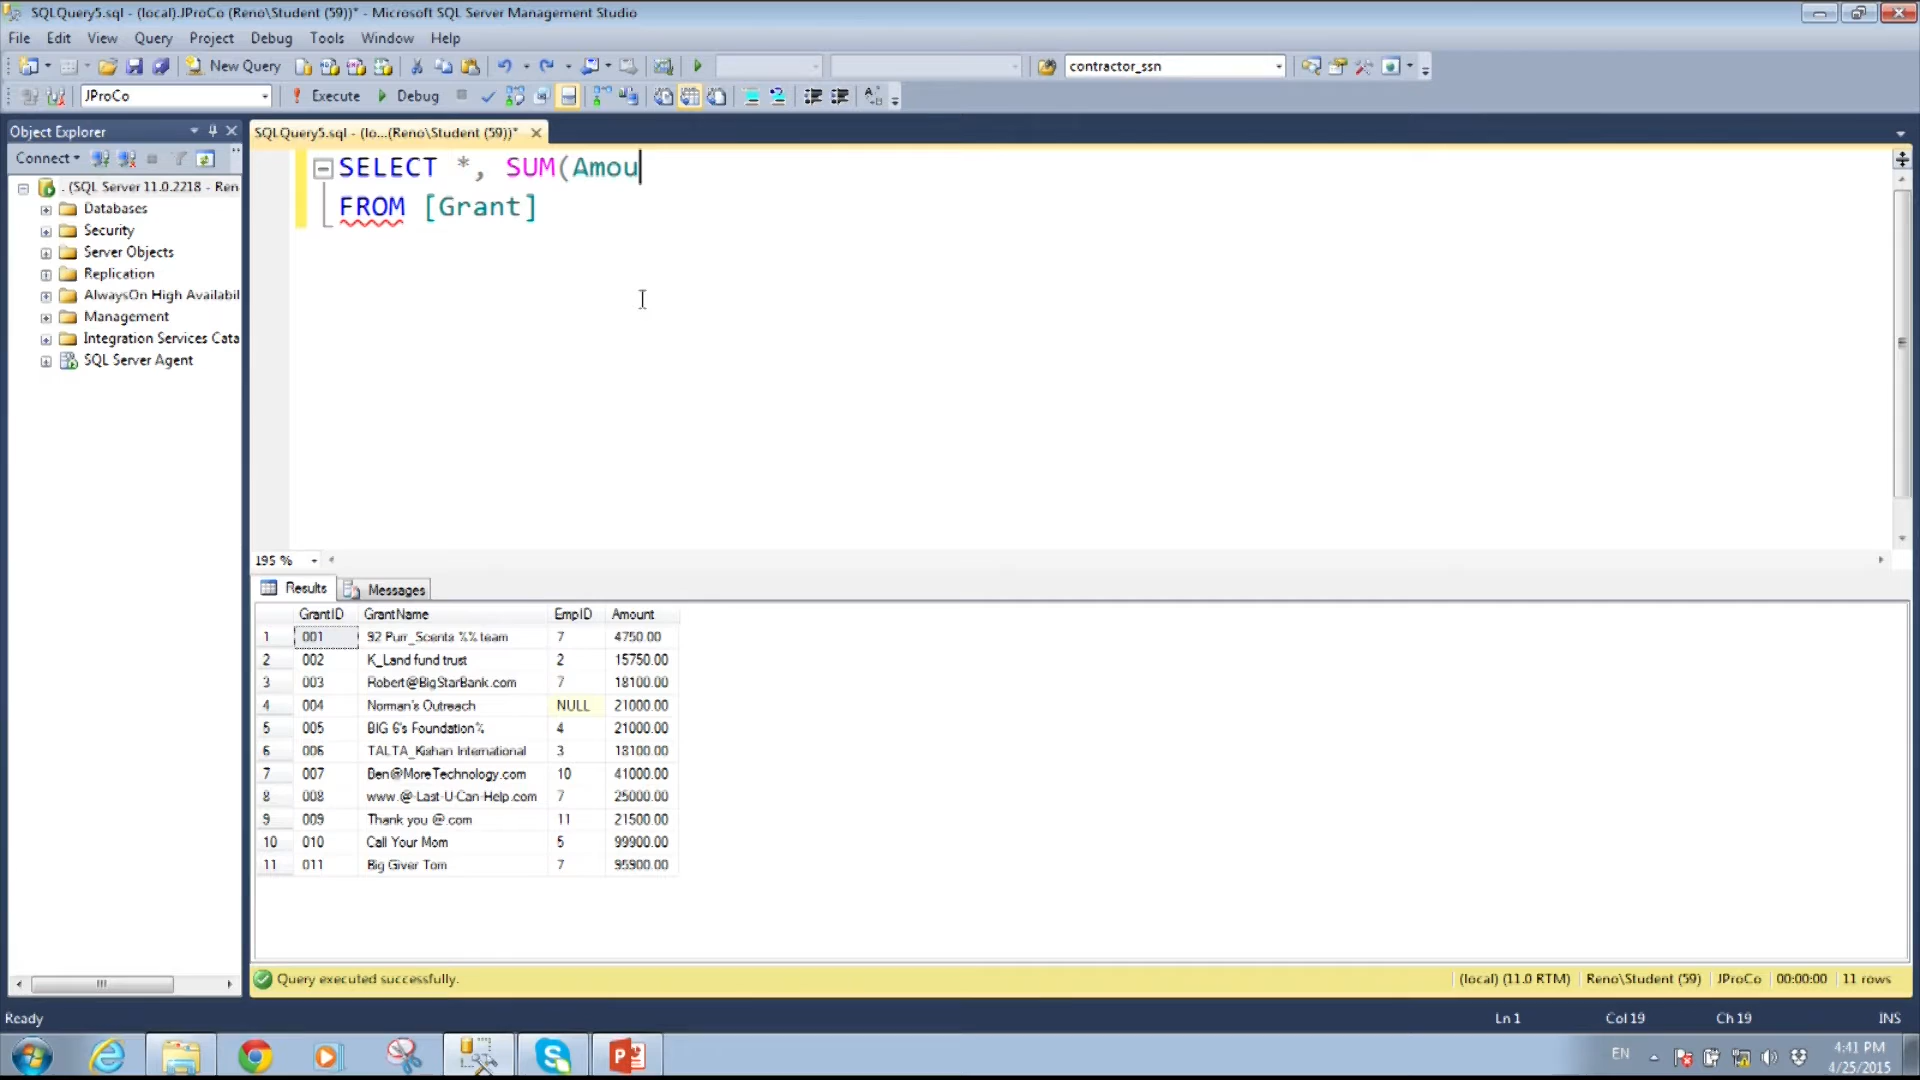 SQLQuery5.sql - (local).JProCo (Reno\Student (59))* - Microsoft SQL Server Management Studio
File Edit View Query Project Debug Tools Window Help
New Query contractor_ssn
JProCo Execute Debug
Object Explorer
SQLQuery5.sql - (lo...(Reno\Student (59))*
Connect
. (SQL Server 11.0.2218 - Ren
Databases
Security
Server Objects
Replication
AlwaysOn High Availabil
Management
Integration Services Cata
SQL Server Agent
SELECT *, SUM(Amou
FROM [Grant]
195 %
Results Messages
GrantID GrantName EmpID Amount
1 001 92 Purr_Scents %% team 7 4750.00
2 002 K_Land fund trust 2 15750.00
3 003 Robert@BigStarBank.com 7 18100.00
4 004 Norman's Outreach NULL 21000.00
5 005 BIG 6's Foundation% 4 21000.00
6 006 TALTA_Kishan International 3 18100.00
7 007 Ben@MoreTechnology.com 10 41000.00
8 008 www.@-Last-U-Can-Help.com 7 25000.00
9 009 Thank you @.com 11 21500.00
10 010 Call Your Mom 5 99900.00
11 011 Big Giver Tom 7 95900.00
Query executed successfully.
(local) (11.0 RTM) Reno\Student (59) JProCo 00:00:00 11 rows
Ready Ln 1 Col 19 Ch 19 INS
EN 4:41 PM
4/25/2015